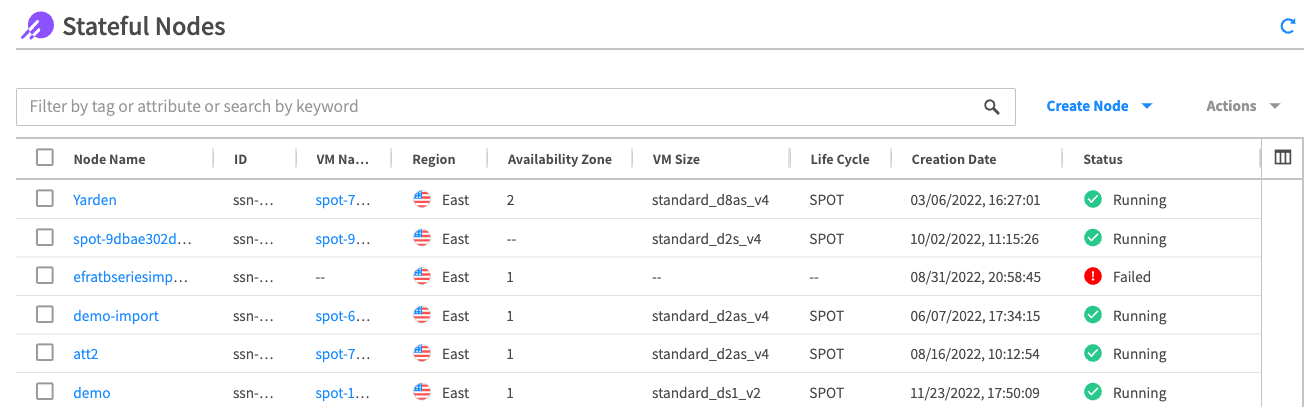 Stateful Nodes
Filter by tag or attribute or search by keyword
Create Node
Actions
Node Name ID VM Na... Region Availability Zone VM Size Life Cycle Creation Date Status
Yarden ssn-... spot-7... East 2 standard_d8as_v4 SPOT 03/06/2022, 16:27:01 Running
spot-9dbae302d... ssn-... spot-9... East -- standard_d2s_v4 SPOT 10/02/2022, 11:15:26 Running
efratbseriesimp... ssn-... -- East 1 -- -- 08/31/2022, 20:58:45 Failed
demo-import ssn-... spot-6... East 1 standard_d2as_v4 SPOT 06/07/2022, 17:34:15 Running
att2 ssn-... spot-7... East 1 standard_d2as_v4 SPOT 08/16/2022, 10:12:54 Running
demo ssn-... spot-1... East 1 standard_ds1_v2 SPOT 11/23/2022, 17:50:09 Running